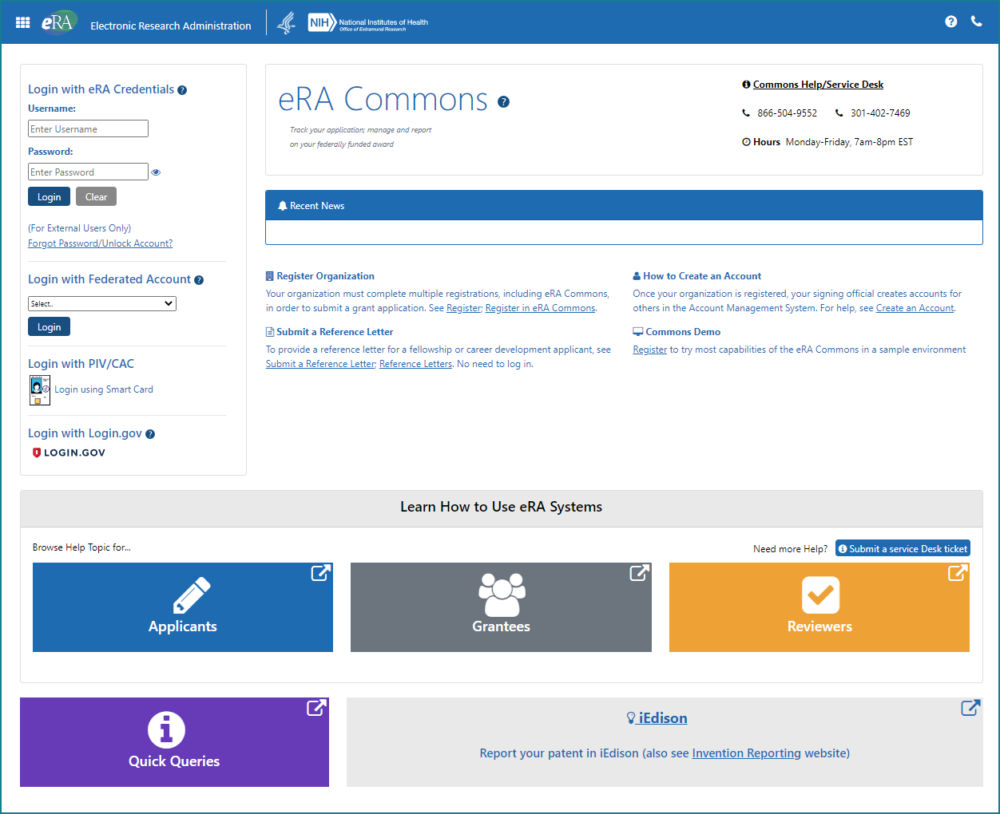 eRA Electronic Research Administration NIH National Institutes of Health
Office of Extramural Research
Login with eRA Credentials
Username:
Enter Username
Password:
Enter Password
Login Clear
(For External Users Only)
Forgot Password/Unlock Account?
Login with Federated Account
Select..
Login
Login with PIV/CAC
Login using Smart Card
Login with Login.gov
LOGIN.GOV
eRA Commons
Track your application; manage and report
on your federally funded award
Commons Help/Service Desk
866-504-9552 301-402-7469
Hours Monday-Friday, 7am-8pm EST
Recent News
Register Organization
Your organization must complete multiple registrations, including eRA Commons,
in order to submit a grant application. See Register; Register in eRA Commons.
Submit a Reference Letter
To provide a reference letter for a fellowship or career development applicant, see
Submit a Reference Letter; Reference Letters. No need to log in.
How to Create an Account
Once your organization is registered, your signing official creates accounts for
others in the Account Management System. For help, see Create an Account.
Commons Demo
Register to try most capabilities of the eRA Commons in a sample environment
Learn How to Use eRA Systems
Browse Help Topic for...
Need more Help? Submit a service Desk ticket
Applicants
Grantees
Reviewers
Quick Queries
iEdison
Report your patent in iEdison (also see Invention Reporting website)